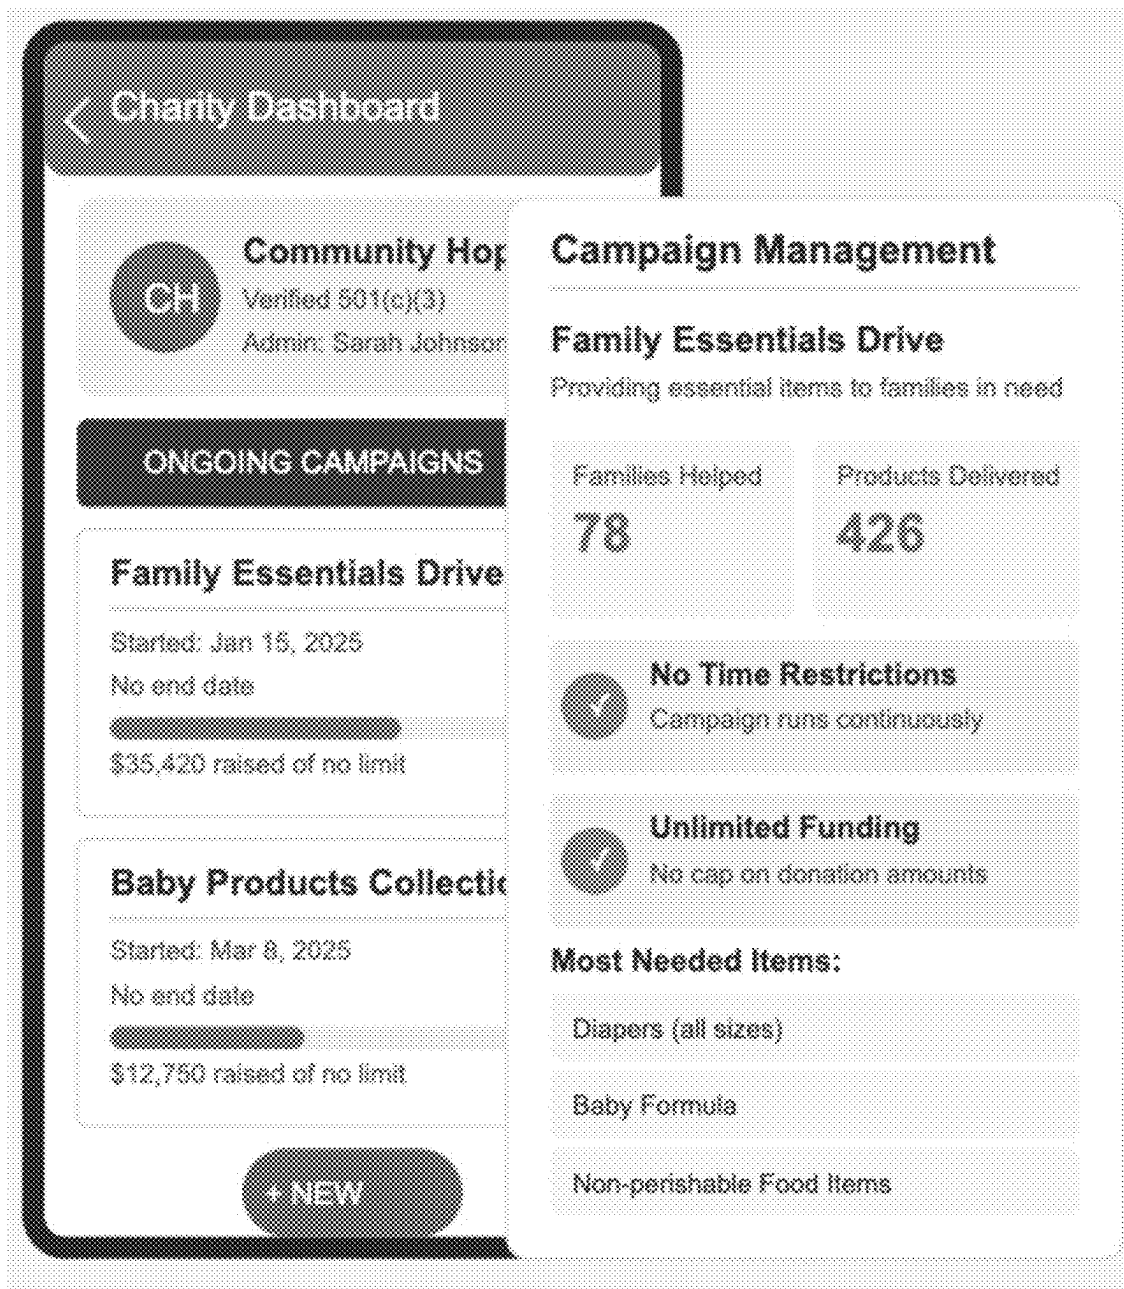 Charity Dashboard
CH
Community Hop
Verified 501(c)(3)
Admin: Sarah Johnson
ONGOING CAMPAIGNS
Family Essentials Drive
Started: Jan 15, 2025
No end date
$35,420 raised of no limit
Baby Products Collectio
Started: Mar 8, 2025
No end date
$12,750 raised of no limit
+ NEW
Campaign Management
Family Essentials Drive
Providing essential items to families in need
Families Helped
78
Products Delivered
426
No Time Restrictions
Campaign runs continuously
Unlimited Funding
No cap on donation amounts
Most Needed Items:
Diapers (all sizes)
Baby Formula
Non-perishable Food Items